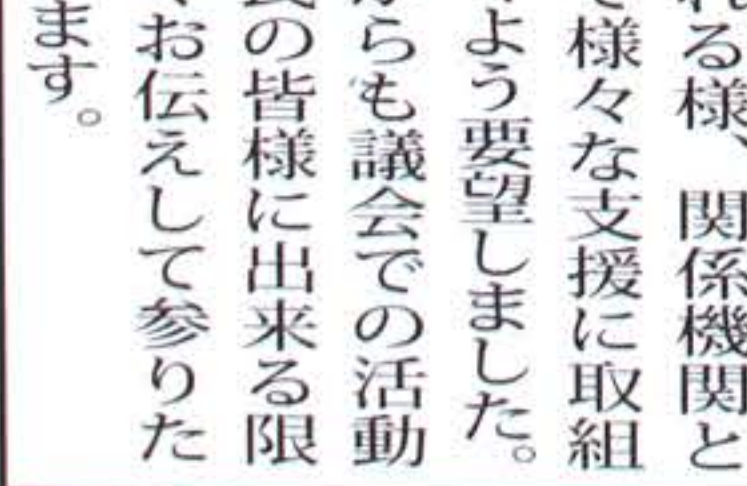 る様、関係機関と
様々な支援に取組
よう要望しました。
らも議会での活動
の皆様に出来る限
お伝えして参りた
ます。